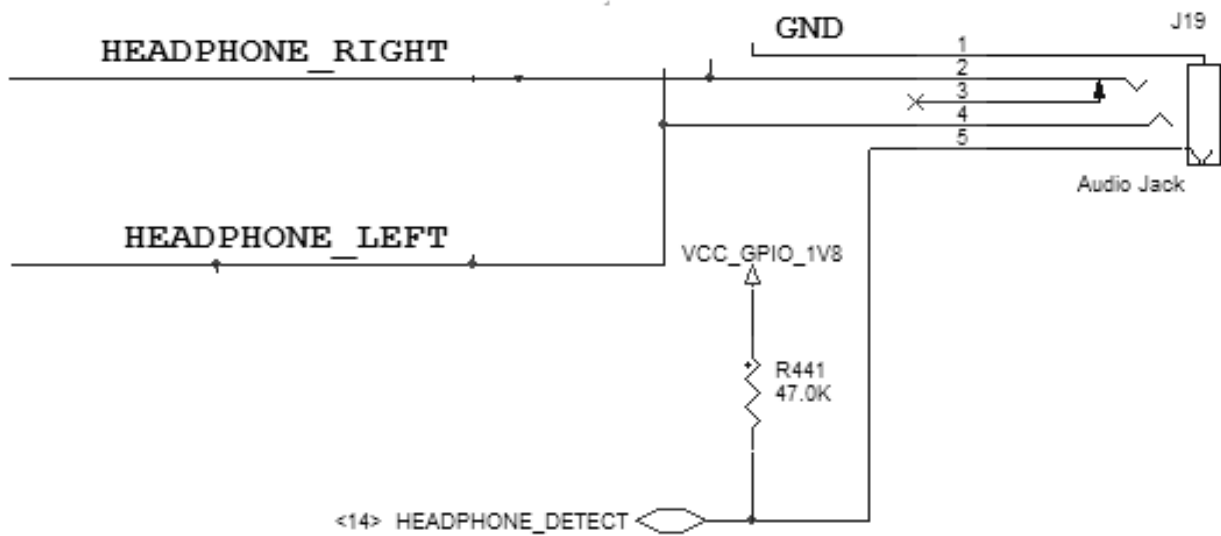 GND
J19
HEADPHONE_RIGHT
1
2
3
4
5
Audio Jack
HEADPHONE_LEFT
VCC_GPIO_1V8
R441
47.0K
<14> HEADPHONE_DETECT